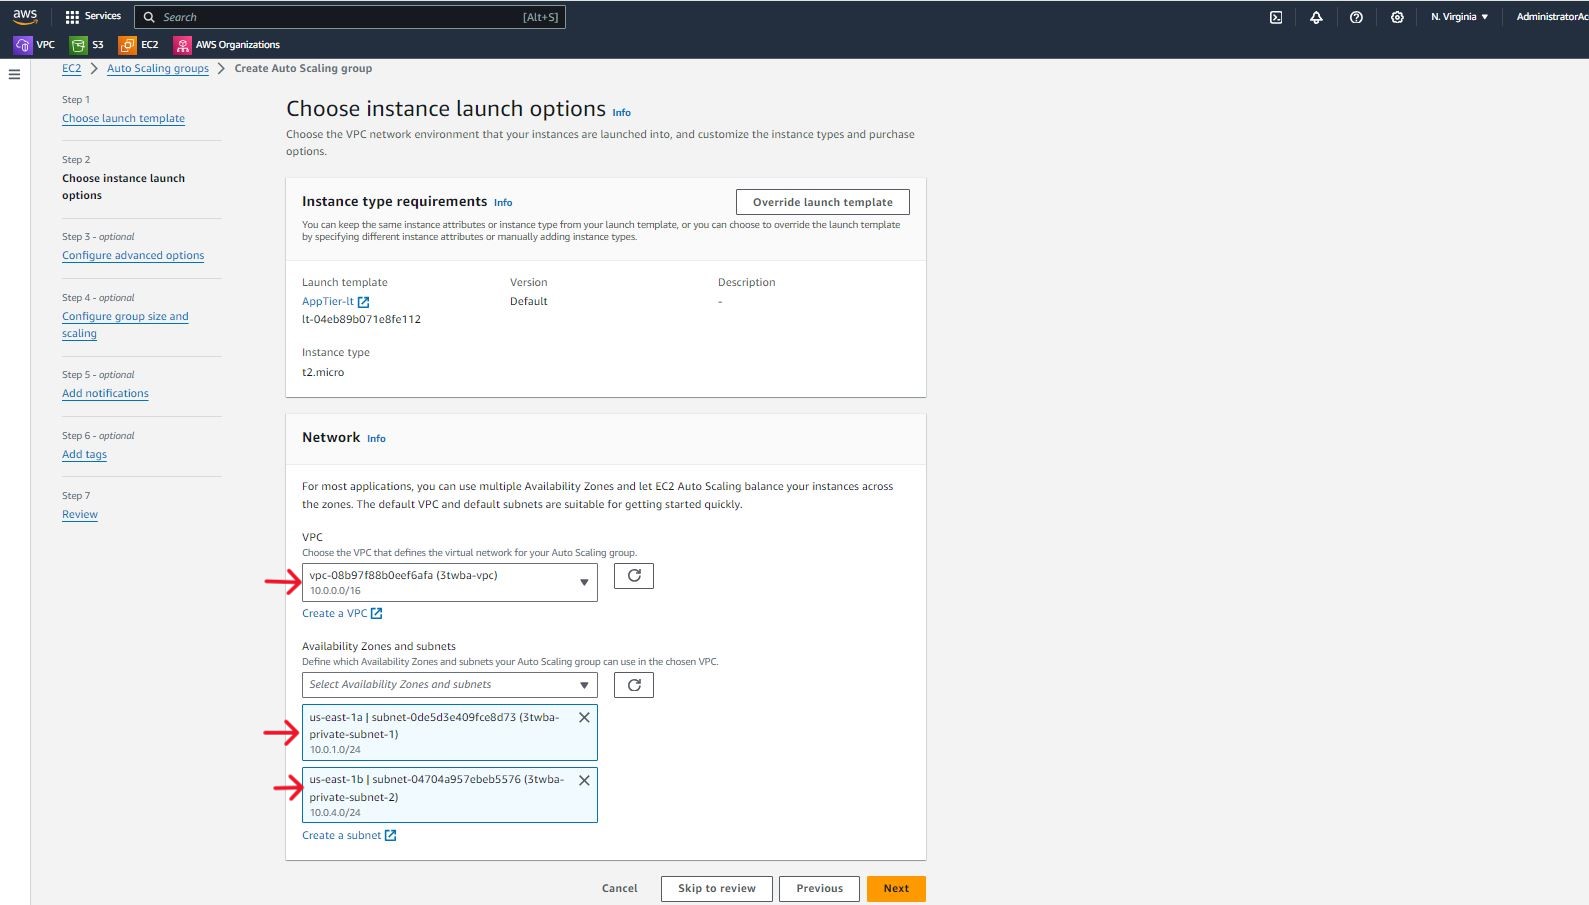 aws
Services
Search
[Alt+S]
N. Virginia
AdministratorAc
VPC
S3
EC2
AWS Organizations
EC2
Auto Scaling groups
Create Auto Scaling group
Step 1
Choose launch template
Step 2
Choose instance launch
options
Step 3 - optional
Configure advanced options
Step 4 - optional
Configure group size and
scaling
Step 5 - optional
Add notifications
Step 6 - optional
Add tags
Step 7
Review
Choose instance launch options Info
Choose the VPC network environment that your instances are launched into, and customize the instance types and purchase
options.
Instance type requirements Info
Override launch template
You can keep the same instance attributes or instance type from your launch template, or you can choose to override the launch template
by specifying different instance attributes or manually adding instance types.
Launch template
AppTier-lt
lt-04eb89b071e8fe112
Version
Default
Description
-
Instance type
t2.micro
Network Info
For most applications, you can use multiple Availability Zones and let EC2 Auto Scaling balance your instances across
the zones. The default VPC and default subnets are suitable for getting started quickly.
VPC
Choose the VPC that defines the virtual network for your Auto Scaling group.
vpc-08b97f88b0eef6afa (3twba-vpc)
10.0.0.0/16
Create a VPC
Availability Zones and subnets
Define which Availability Zones and subnets your Auto Scaling group can use in the chosen VPC.
Select Availability Zones and subnets
us-east-1a | subnet-0de5d3e409fce8d73 (3twba-
private-subnet-1)
10.0.1.0/24
us-east-1b | subnet-04704a957ebeb5576 (3twba-
private-subnet-2)
10.0.4.0/24
Create a subnet
Cancel
Skip to review
Previous
Next